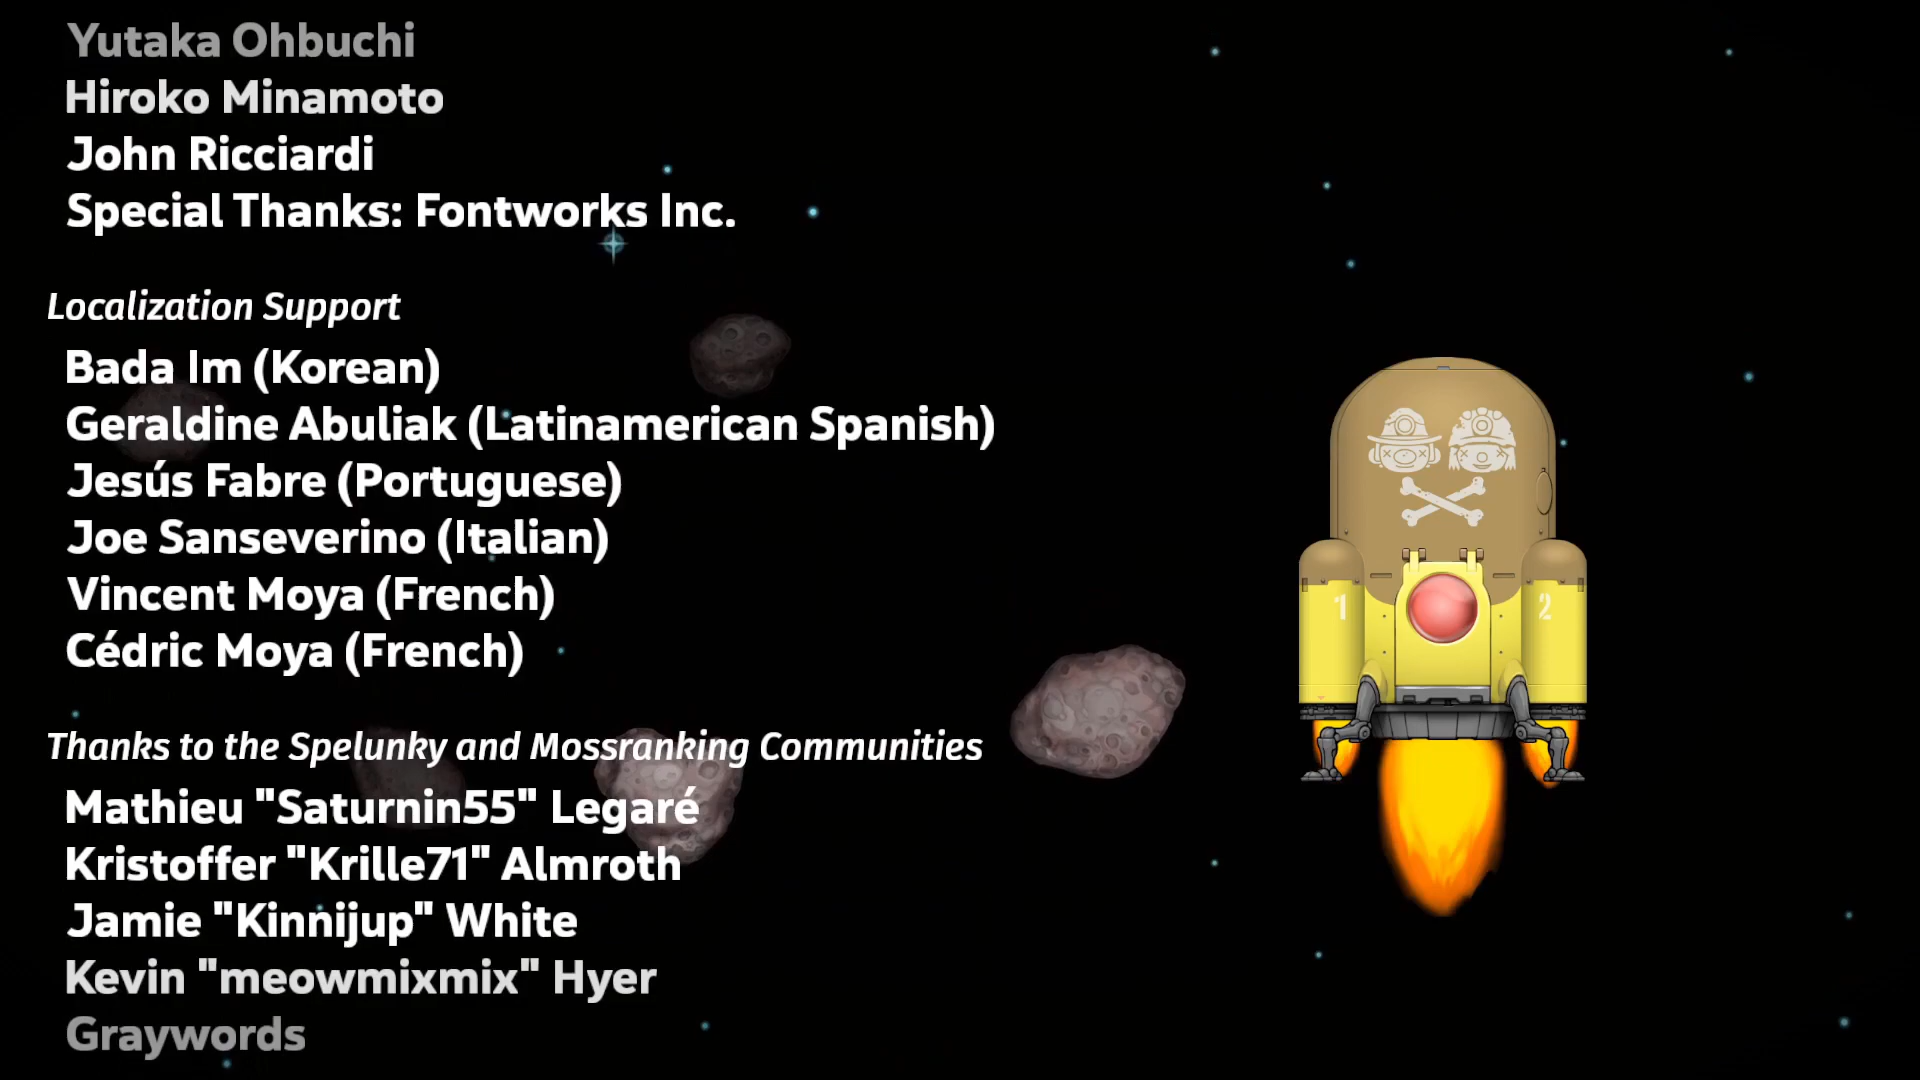 Yutaka Ohbuchi
Hiroko Minamoto
John Ricciardi
Special Thanks: Fontworks Inc.
Localization Support
Bada Im (Korean)
Geraldine Abuliak (Latinamerican Spanish)
Jesús Fabre (Portuguese)
Joe Sanseverino (Italian)
Vincent Moya (French)
Cédric Moya (French)
Thanks to the Spelunky and Mossranking Communities
Mathieu "Saturnin55" Legaré
Kristoffer "Krille71" Almroth
Jamie "Kinnijup" White
Kevin "meowmixmix" Hyer
Graywords
1
2